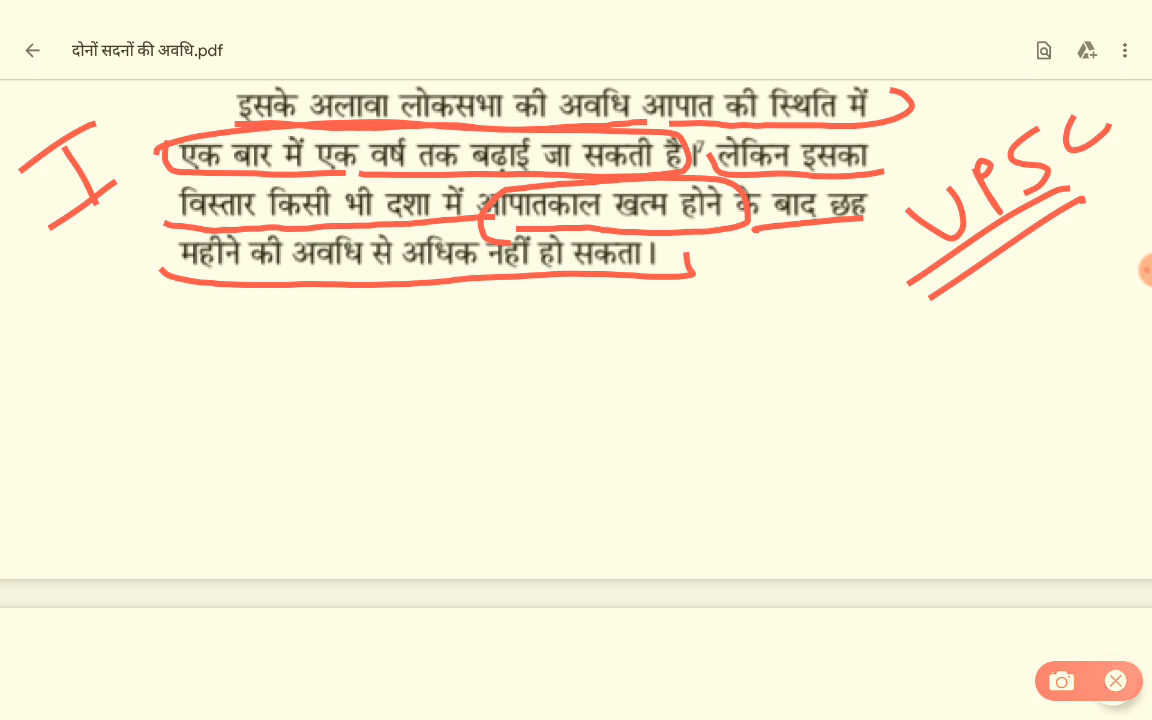 दोनों सदनों की अवधि.pdf
इसके अलावा लोकसभा की अवधि आपात की स्थिति में
एक बार में एक वर्ष तक बढ़ाई जा सकती है।7 लेकिन इसका
विस्तार किसी भी दशा में आपातकाल खत्म होने के बाद छह
महीने की अवधि से अधिक नहीं हो सकता।
I
UPSC